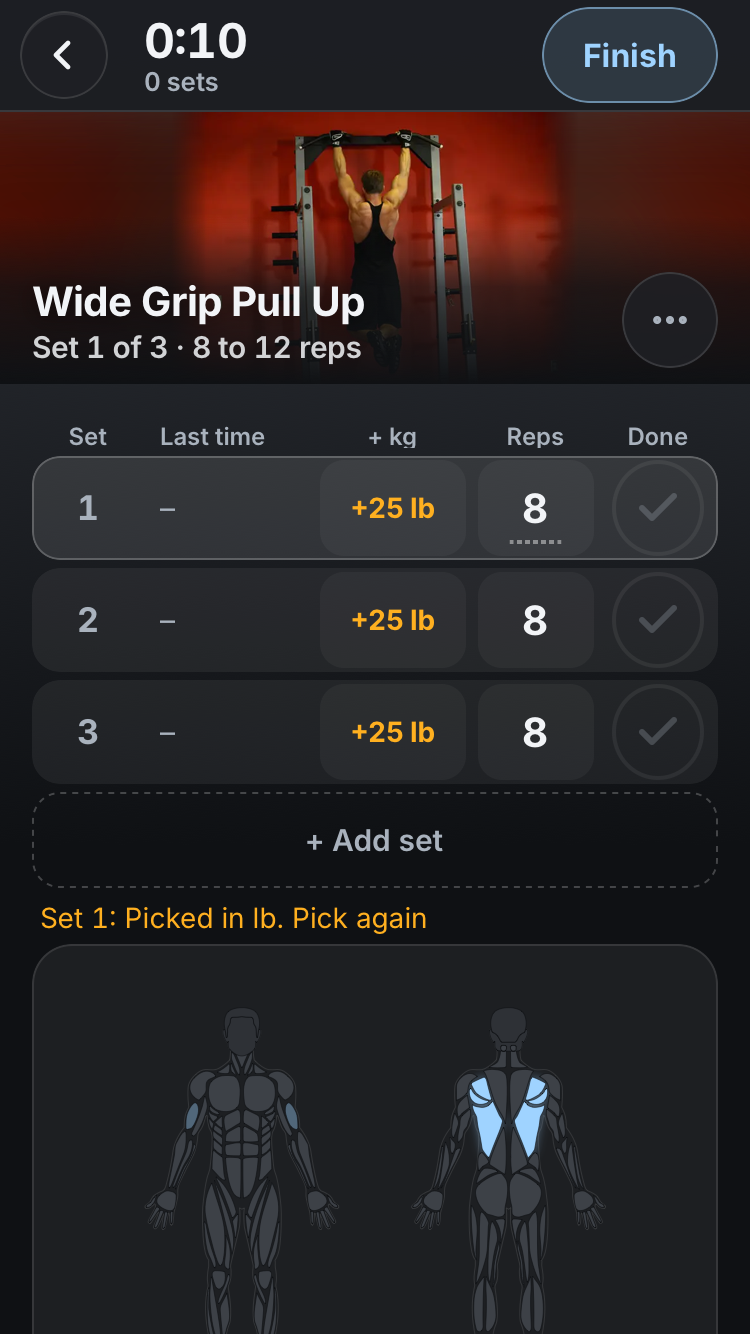 0:10
0 sets
Finish
Wide Grip Pull Up
Set 1 of 3 · 8 to 12 reps
Set Last time + kg Reps Done
1 – +25 lb 8
2 – +25 lb 8
3 – +25 lb 8
+ Add set
Set 1: Picked in lb. Pick again